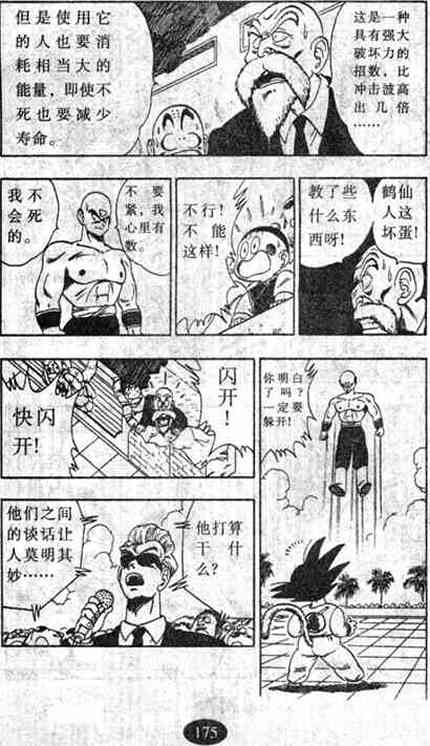 这是一种
具有强大
破坏力的
招数，比
冲击波高
出几倍
……
但是使用它
的人也要消
耗相当大的
能量，即使不
死也要减少
寿命。
鹤仙
人这
坏蛋！
教了些
什么东
西呀！
不行！
不能
这样！
不要
紧，我
心里有
数。
我不
会死
的。
你明白
了吗？
一定要
躲开！
闪
开！
快闪
开！
他打算
干什
么？
他们之间
的谈话让
人莫明其
妙……
175